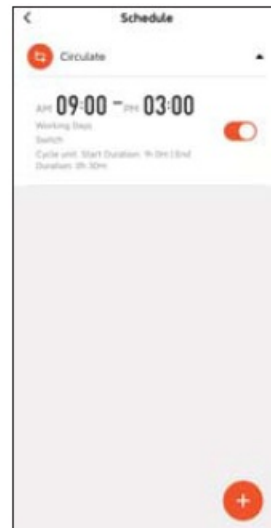 Schedule
Circulate
AM 09:00 – PM 03:00
Working Days
Switch
Cycle unit: Start Duration: 1h 0m | End
Duration: 0h 30m